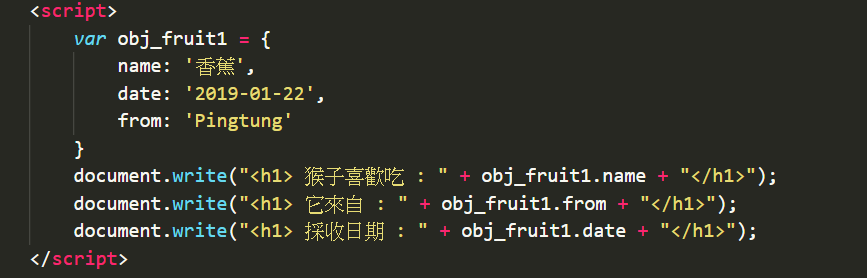 <script>
var obj_fruit1 = {
name: '香蕉',
date: '2019-01-22',
from: 'Pingtung'
}
document.write("<h1> 猴子喜歡吃 : " + obj_fruit1.name + "</h1>");
document.write("<h1> 它來自 : " + obj_fruit1.from + "</h1>");
document.write("<h1> 採收日期 : " + obj_fruit1.date + "</h1>");
</script>